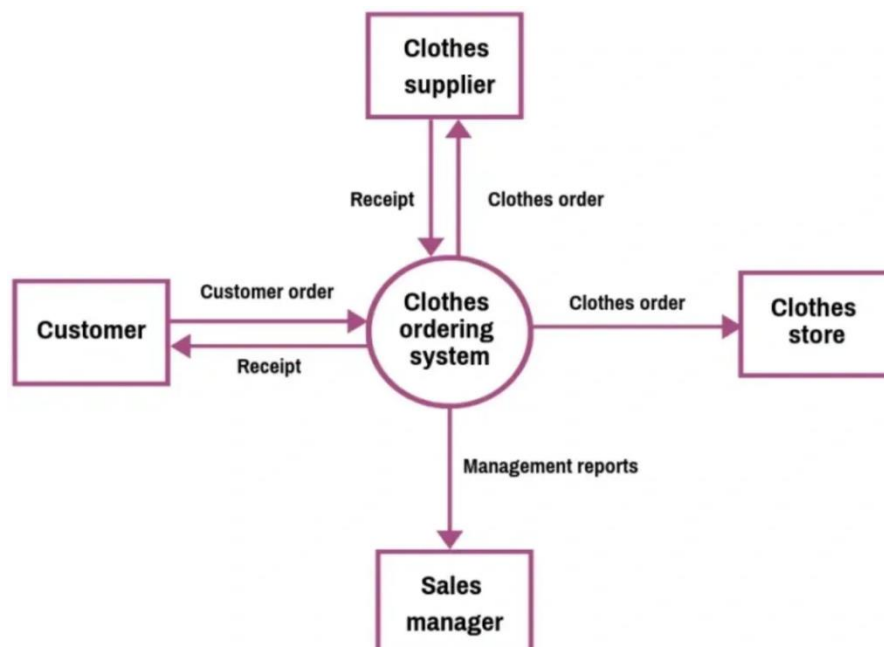 Clothes
supplier
Receipt
Clothes order
Customer
Customer order
Receipt
Clothes
ordering
system
Clothes order
Clothes
store
Management reports
Sales
manager